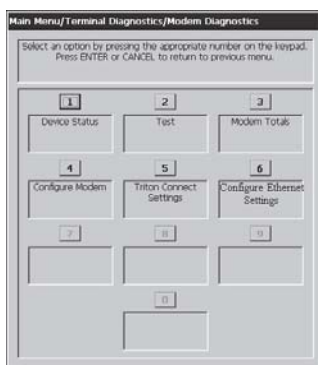 Main Menu/Terminal Diagnostics/Modem Diagnostics
Select an option by pressing the appropriate
number on the keypad.
Press ENTER or CANCEL to return to
previous menu.
1 2 3
Device Status Test Modem Totals
4 5 6
Configure Modem Triton Connect Configure Ethernet
Settings Settings
7 8 9
0